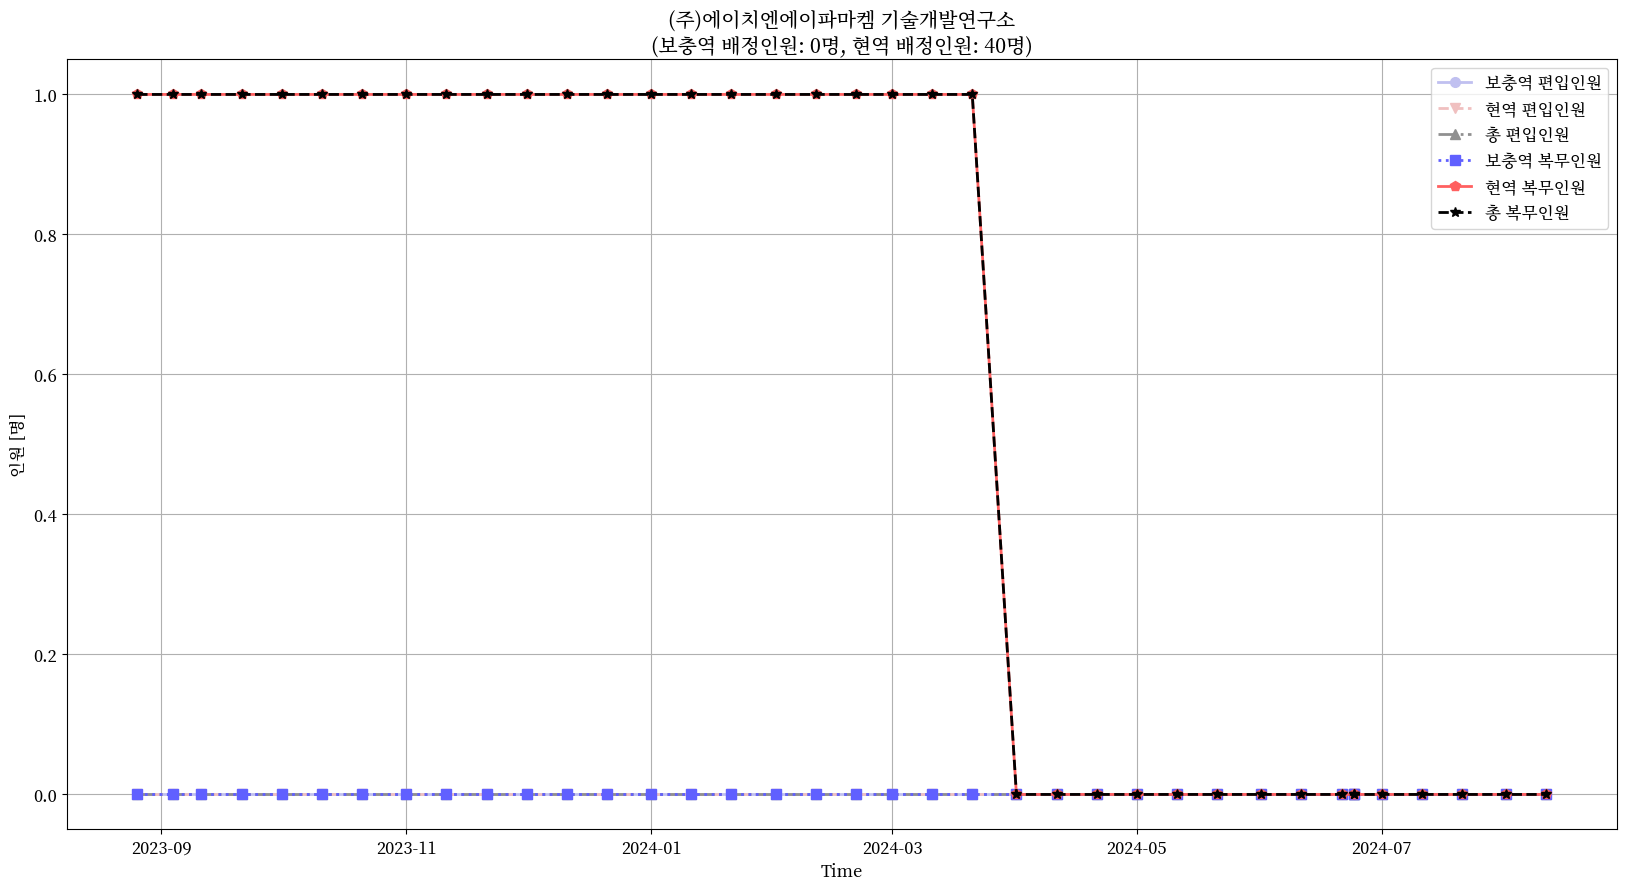 (주)에이치엔에이파마켐 기술개발연구소
(보충역 배정인원: 0명, 현역 배정인원: 40명)
보충역 편입인원
현역 편입인원
총 편입인원
보충역 복무인원
현역 복무인원
총 복무인원
1.0
0.8
0.6
0.4
0.2
0.0
인원 [명]
2023-09
2023-11
2024-01
2024-03
2024-05
2024-07
Time